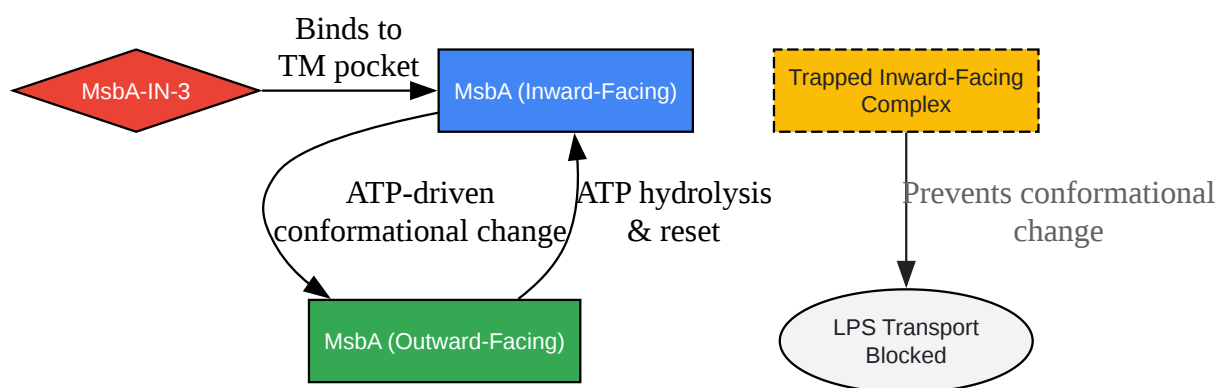 Binds to
TM pocket
MsbA-IN-3
MsbA (Inward-Facing)
Trapped Inward-Facing
Complex
ATP-driven
conformational change
ATP hydrolysis
& reset
Prevents conformational
change
MsbA (Outward-Facing)
LPS Transport
Blocked